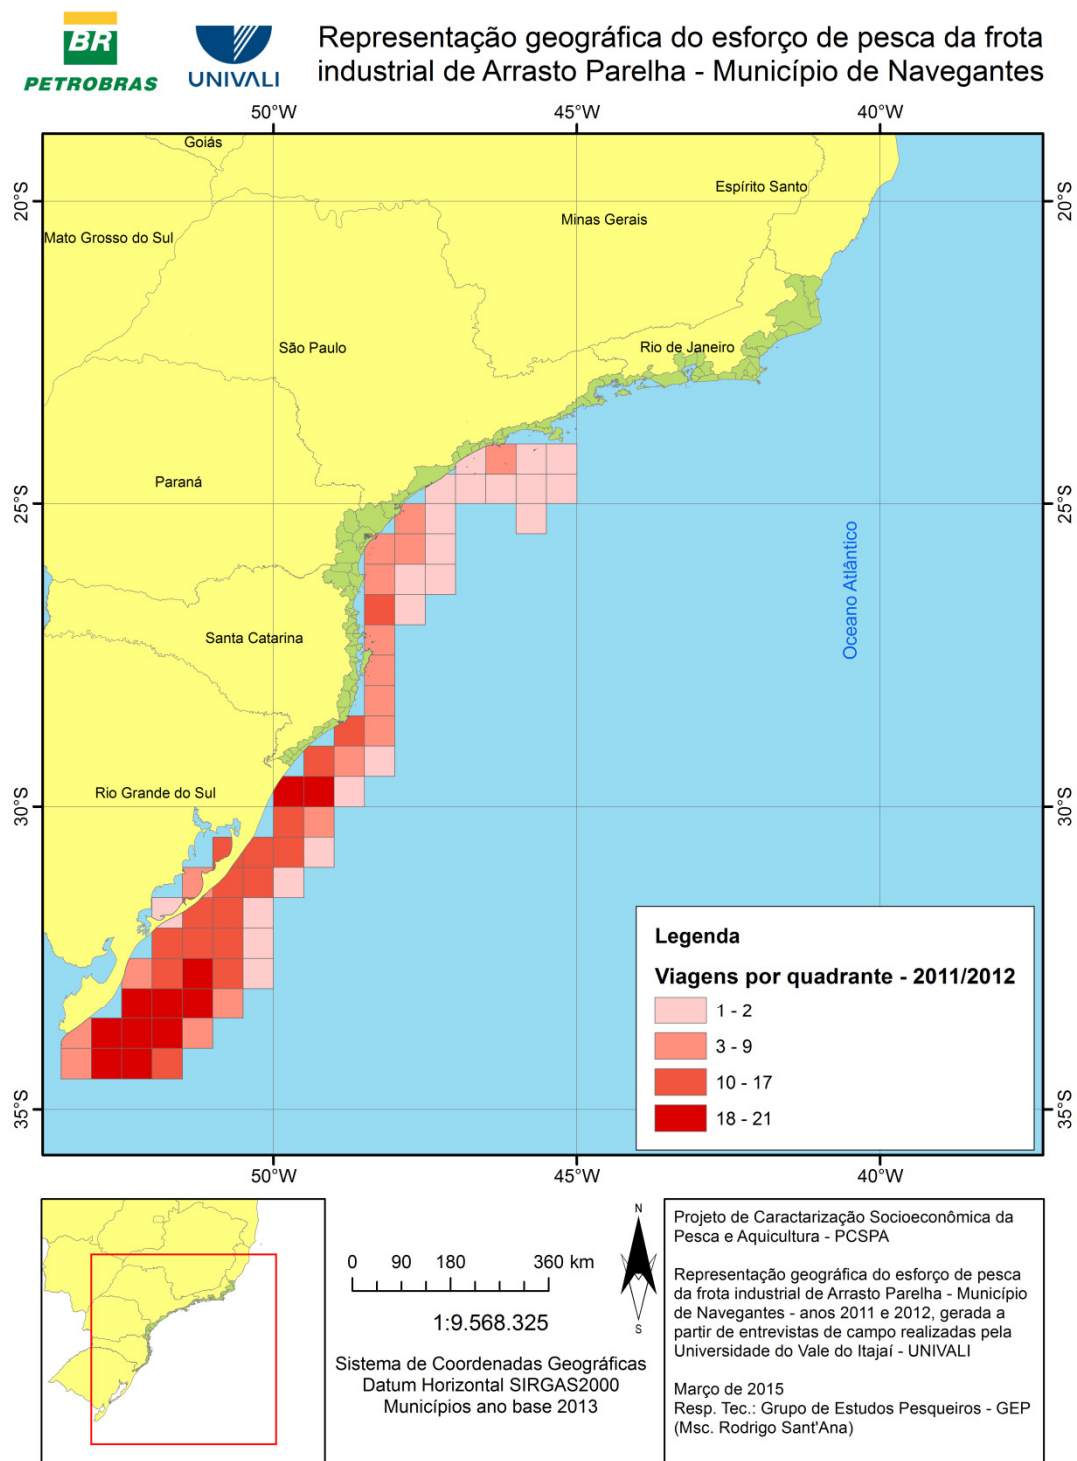 BR
PETROBRAS
UNIVALI
Representação geográfica do esforço de pesca da frota
industrial de Arrasto Parelha - Município de Navegantes
50°W
45°W
40°W
Goiás
Espírito Santo
20°S
20°S
Minas Gerais
Mato Grosso do Sul
São Paulo
Rio de Janeiro
Paraná
25°S
25°S
Oceano Atlântico
Santa Catarina
Rio Grande do Sul
30°S
30°S
Legenda
Viagens por quadrante - 2011/2012
1 - 2
3 - 9
10 - 17
18 - 21
35°S
35°S
50°W
45°W
40°W
0 90 180 360 km
1:9.568.325
Sistema de Coordenadas Geográficas
Datum Horizontal SIRGAS2000
Municípios ano base 2013
N
S
Projeto de Caractarização Socioeconômica da
Pesca e Aquicultura - PCSPA
Representação geográfica do esforço de pesca
da frota industrial de Arrasto Parelha - Município
de Navegantes - anos 2011 e 2012, gerada a
partir de entrevistas de campo realizadas pela
Universidade do Vale do Itajaí - UNIVALI
Março de 2015
Resp. Tec.: Grupo de Estudos Pesqueiros - GEP
(Msc. Rodrigo Sant'Ana)